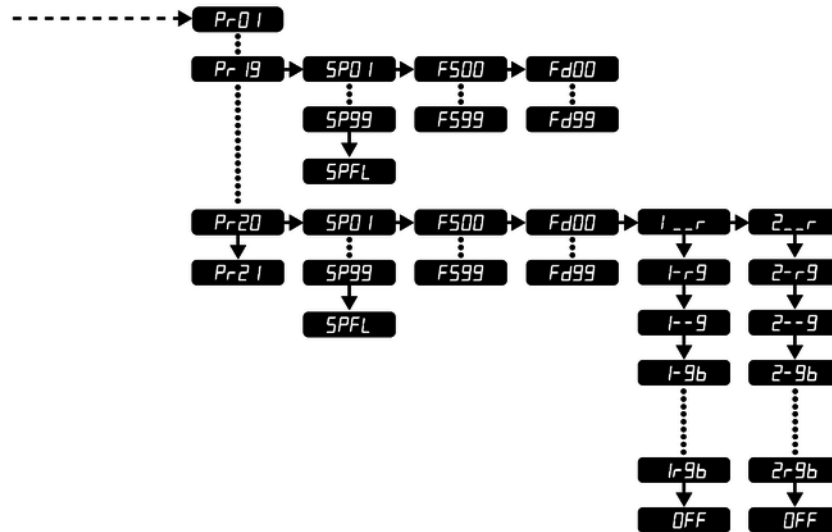 Pr01
Pr19 SP01 FS00 Fd00
SP99 FS99 Fd99
SPFL
Pr20 SP01 FS00 Fd00 1__r 2__r
Pr21 SP99 FS99 Fd99 1-r9 2-r9
SPFL 1--9 2--9
1-9b 2-9b
1r9b 2r9b
OFF OFF